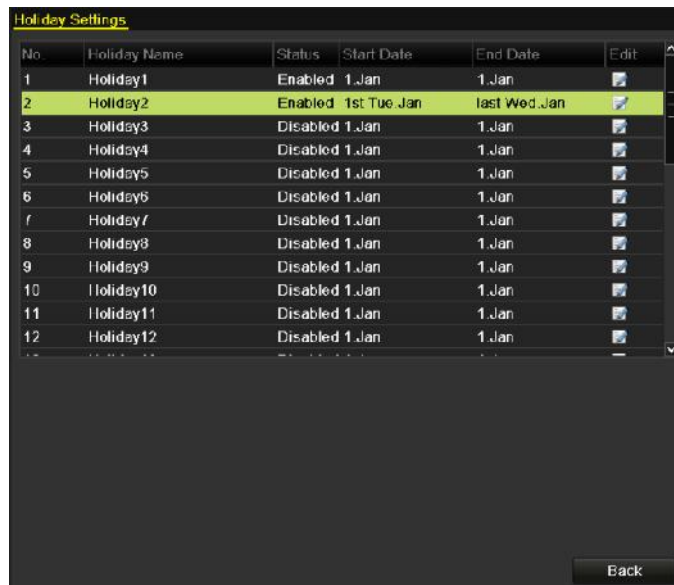 Holiday Settings
No. Holiday Name Status Start Date End Date Edit
1 Holiday1 Enabled 1.Jan 1.Jan
2 Holiday2 Enabled 1st Tue.Jan last Wed.Jan
3 Holiday3 Disabled 1.Jan 1.Jan
4 Holiday4 Disabled 1.Jan 1.Jan
5 Holiday5 Disabled 1.Jan 1.Jan
6 Holiday6 Disabled 1.Jan 1.Jan
7 Holiday7 Disabled 1.Jan 1.Jan
8 Holiday8 Disabled 1.Jan 1.Jan
9 Holiday9 Disabled 1.Jan 1.Jan
10 Holiday10 Disabled 1.Jan 1.Jan
11 Holiday11 Disabled 1.Jan 1.Jan
12 Holiday12 Disabled 1.Jan 1.Jan
Back